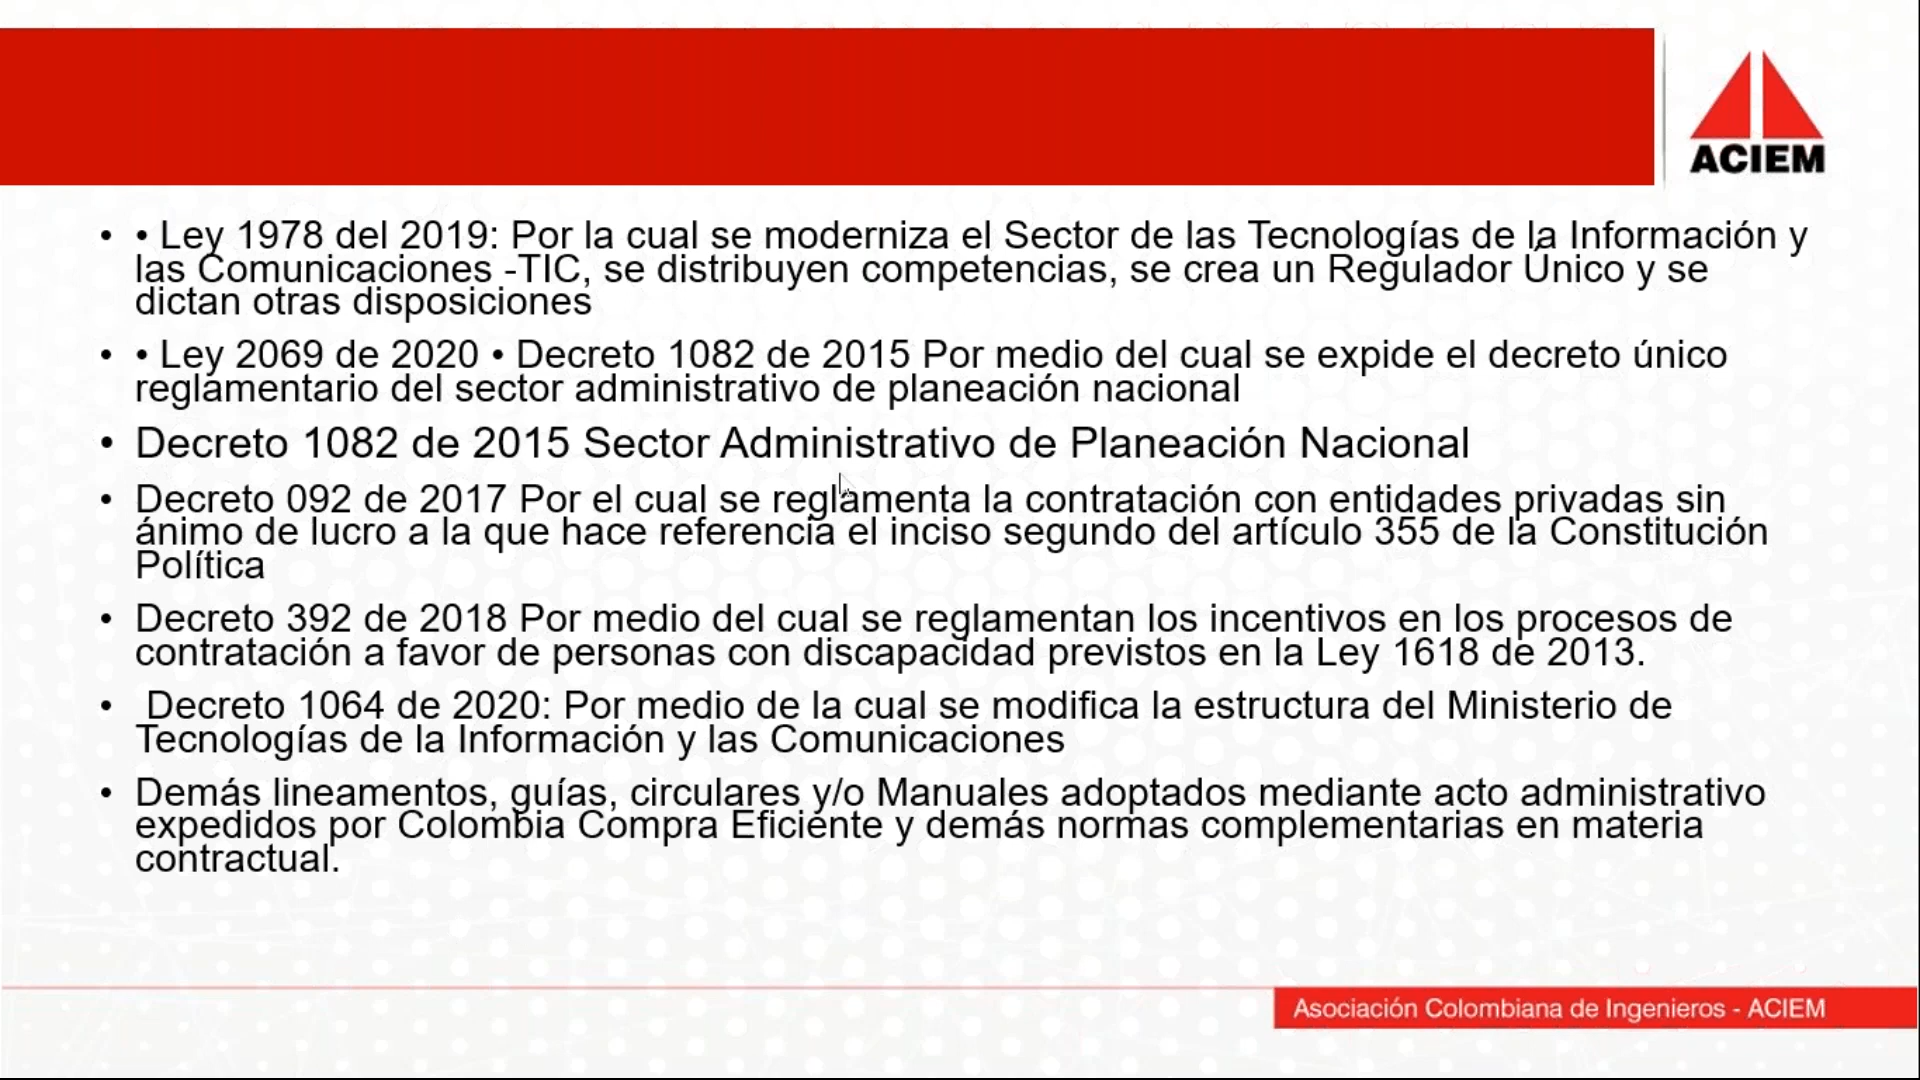 ACIEM
• • Ley 1978 del 2019: Por la cual se moderniza el Sector de las Tecnologías de la Información y
las Comunicaciones -TIC, se distribuyen competencias, se crea un Regulador Único y se
dictan otras disposiciones
• • Ley 2069 de 2020 • Decreto 1082 de 2015 Por medio del cual se expide el decreto único
reglamentario del sector administrativo de planeación nacional
• Decreto 1082 de 2015 Sector Administrativo de Planeación Nacional
• Decreto 092 de 2017 Por el cual se reglamenta la contratación con entidades privadas sin
ánimo de lucro a la que hace referencia el inciso segundo del artículo 355 de la Constitución
Política
• Decreto 392 de 2018 Por medio del cual se reglamentan los incentivos en los procesos de
contratación a favor de personas con discapacidad previstos en la Ley 1618 de 2013.
• Decreto 1064 de 2020: Por medio de la cual se modifica la estructura del Ministerio de
Tecnologías de la Información y las Comunicaciones
• Demás lineamentos, guías, circulares y/o Manuales adoptados mediante acto administrativo
expedidos por Colombia Compra Eficiente y demás normas complementarias en materia
contractual.
Asociación Colombiana de Ingenieros - ACIEM